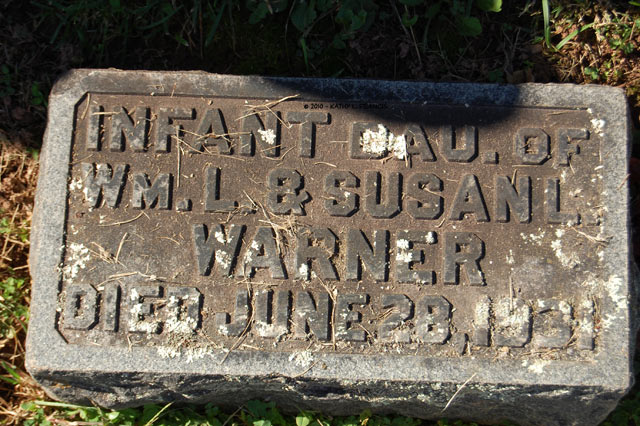 INFANT DAU. OF
WM. L. & SUSAN L.
WARNER
DIED JUNE 28, 1931